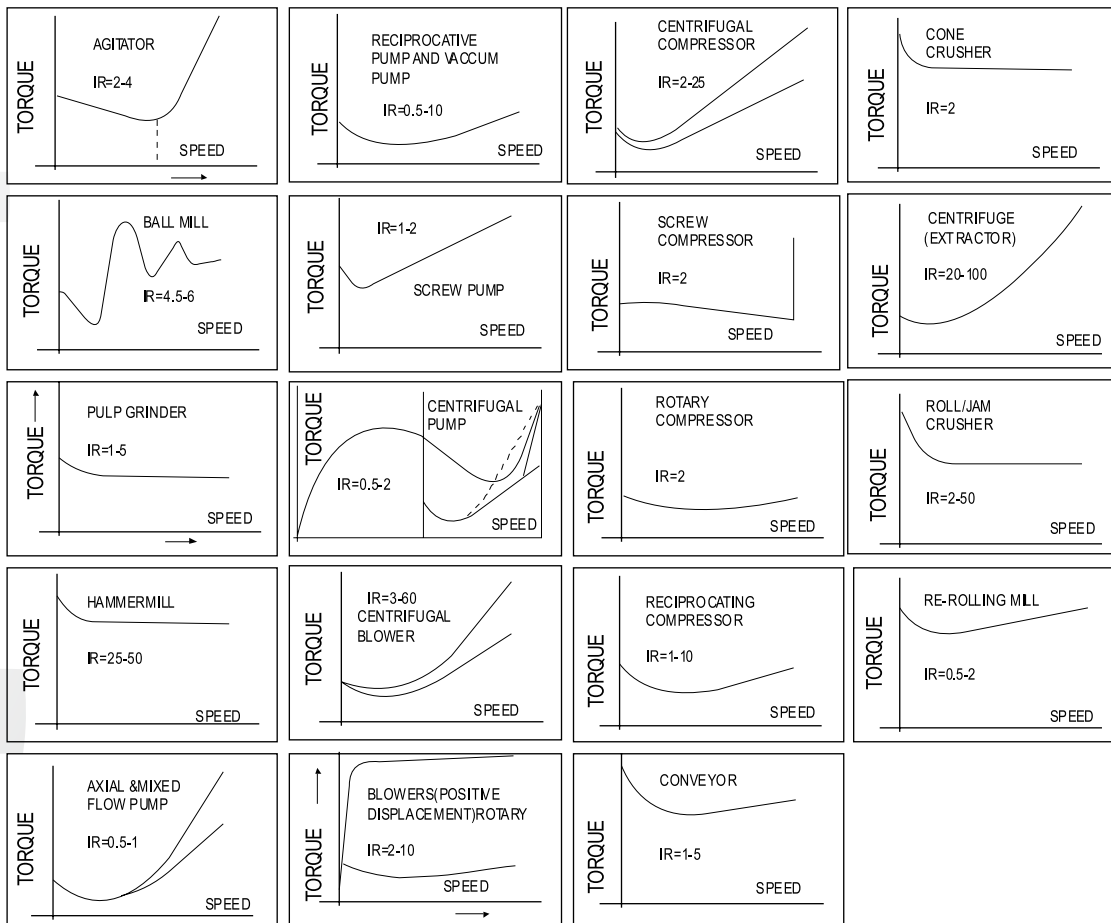 TORQUE
AGITATOR
IR=2-4
SPEED
TORQUE
RECIPROCATIVE
PUMP AND VACCUM
PUMP
IR=0.5-10
SPEED
TORQUE
CENTRIFUGAL
COMPRESSOR
IR=2-25
SPEED
TORQUE
CONE
CRUSHER
IR=2
SPEED
TORQUE
BALL MILL
IR=4.5-6
SPEED
TORQUE
IR=1-2
SCREW PUMP
SPEED
TORQUE
SCREW
COMPRESSOR
IR=2
SPEED
TORQUE
CENTRIFUGE
(EXTRACTOR)
IR=20-100
SPEED
TORQUE
PULP GRINDER
IR=1-5
SPEED
TORQUE
CENTRIFUGAL
PUMP
IR=0.5-2
SPEED
TORQUE
ROTARY
COMPRESSOR
IR=2
SPEED
TORQUE
ROLL/JAM
CRUSHER
IR=2-50
SPEED
TORQUE
HAMMERMILL
IR=25-50
SPEED
TORQUE
IR=3-60
CENTRIFUGAL
BLOWER
SPEED
TORQUE
RECIPROCATING
COMPRESSOR
IR=1-10
SPEED
TORQUE
RE-ROLLING MILL
IR=0.5-2
SPEED
TORQUE
AXIAL &MIXED
FLOW PUMP
IR=0.5-1
SPEED
TORQUE
BLOWERS(POSITIVE
DISPLACEMENT)ROTARY
IR=2-10
SPEED
TORQUE
CONVEYOR
IR=1-5
SPEED